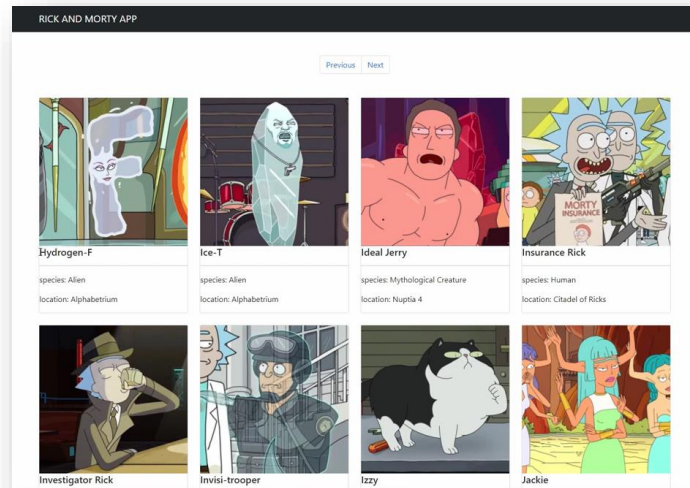 RICK AND MORTY APP
Previous Next
MORTY
INSURANCE
Hydrogen-F
species: Alien
location: Alphabetrium
Ice-T
species: Alien
location: Alphabetrium
Ideal Jerry
species: Mythological Creature
location: Nuptia 4
Insurance Rick
species: Human
location: Citadel of Ricks
Investigator Rick
Invisi-trooper
Izzy
Jackie